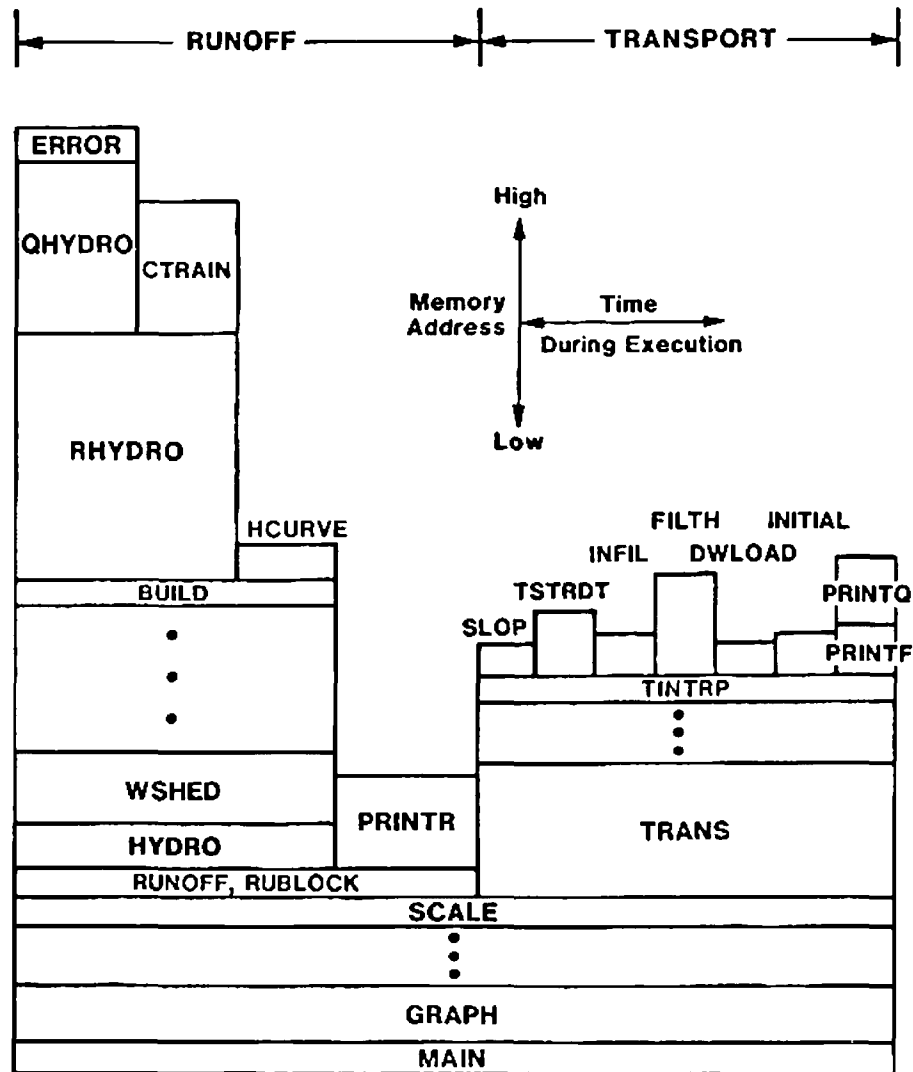 RUNOFF
TRANSPORT
ERROR
QHYDRO
CTRAIN
High
Memory
Address
Time
During Execution
Low
RHYDRO
HCURVE
BUILD
FILTH
INITIAL
INFIL
DWLOAD
TSTRDT
PRINTQ
SLOP
PRINTF
TINTRP
WSHED
PRINTR
TRANS
HYDRO
RUNOFF, RUBLOCK
SCALE
GRAPH
MAIN